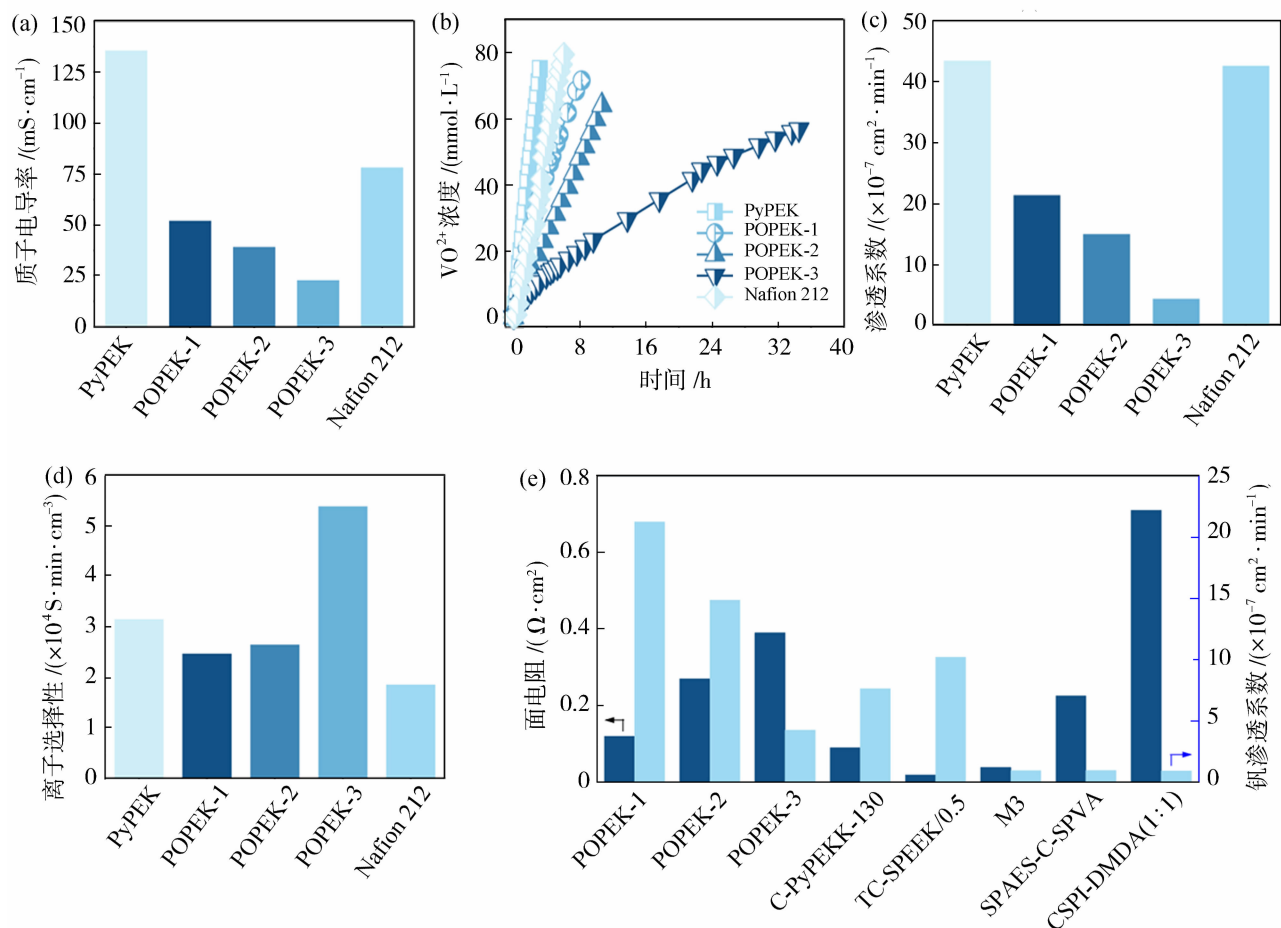 (a)
质子电导率 /(mS·cm⁻¹)
150
125
100
75
50
25
0
PyPEK
POPEK-1
POPEK-2
POPEK-3
Nafion 212
(b)
VO²⁺ 浓度 /(mmol·L⁻¹)
80
60
40
20
0
0
8
16
24
32
40
时间 /h
PyPEK
POPEK-1
POPEK-2
POPEK-3
Nafion 212
(c)
渗透系数 /(×10⁻⁷ cm²·min⁻¹)
50
40
30
20
10
0
PyPEK
POPEK-1
POPEK-2
POPEK-3
Nafion 212
(d)
离子选择性 /(×10⁴ S·min·cm⁻³)
6
5
4
3
2
1
0
PyPEK
POPEK-1
POPEK-2
POPEK-3
Nafion 212
(e)
面电阻 /(Ω·cm²)
0.8
0.6
0.4
0.2
0
25
20
15
10
5
0
钒渗透系数 /(×10⁻⁷ cm²·min⁻¹)
POPEK-1
POPEK-2
POPEK-3
C-PyPEKK-130
TC-SPEEK/0.5
M3
SPAES-C-SPVA
CSPI-DMDA(1:1)